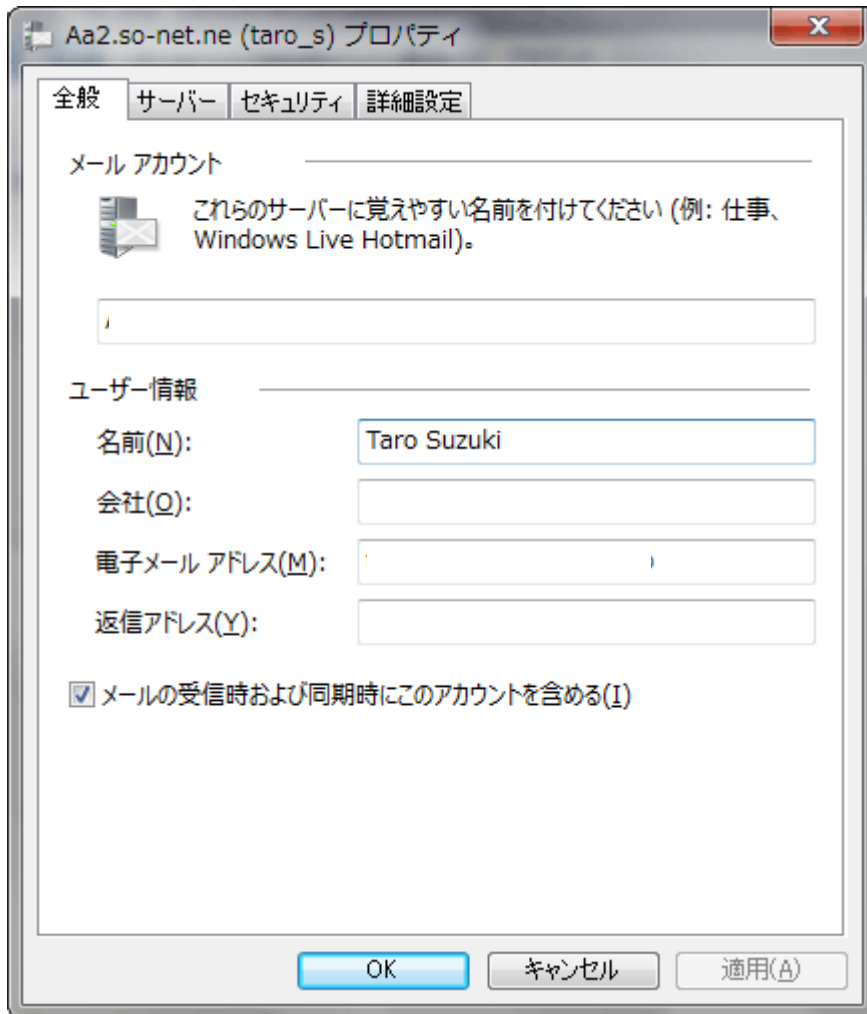 Aa2.so-net.ne (taro_s) プロパティ
全般 サーバー セキュリティ 詳細設定
メール アカウント
これらのサーバーに覚えやすい名前を付けてください (例: 仕事、
Windows Live Hotmail)。
ユーザー情報
名前(N): Taro Suzuki
会社(O):
電子メール アドレス(M):
返信アドレス(Y):
メールの受信時および同期時にこのアカウントを含める(I)
OK キャンセル 適用(A)